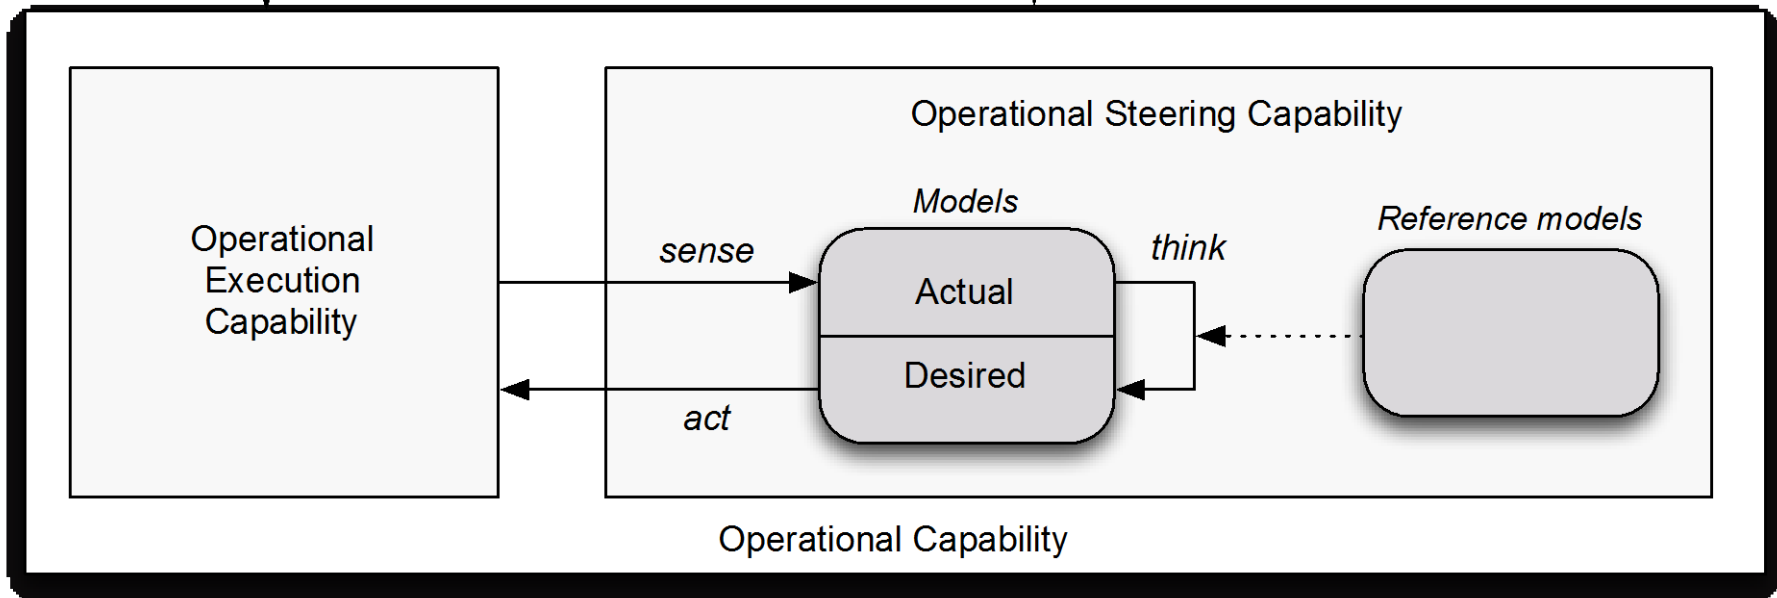 Operational Steering Capability
Models
Reference models
Operational
Execution
Capability
sense
think
Actual
Desired
act
Operational Capability